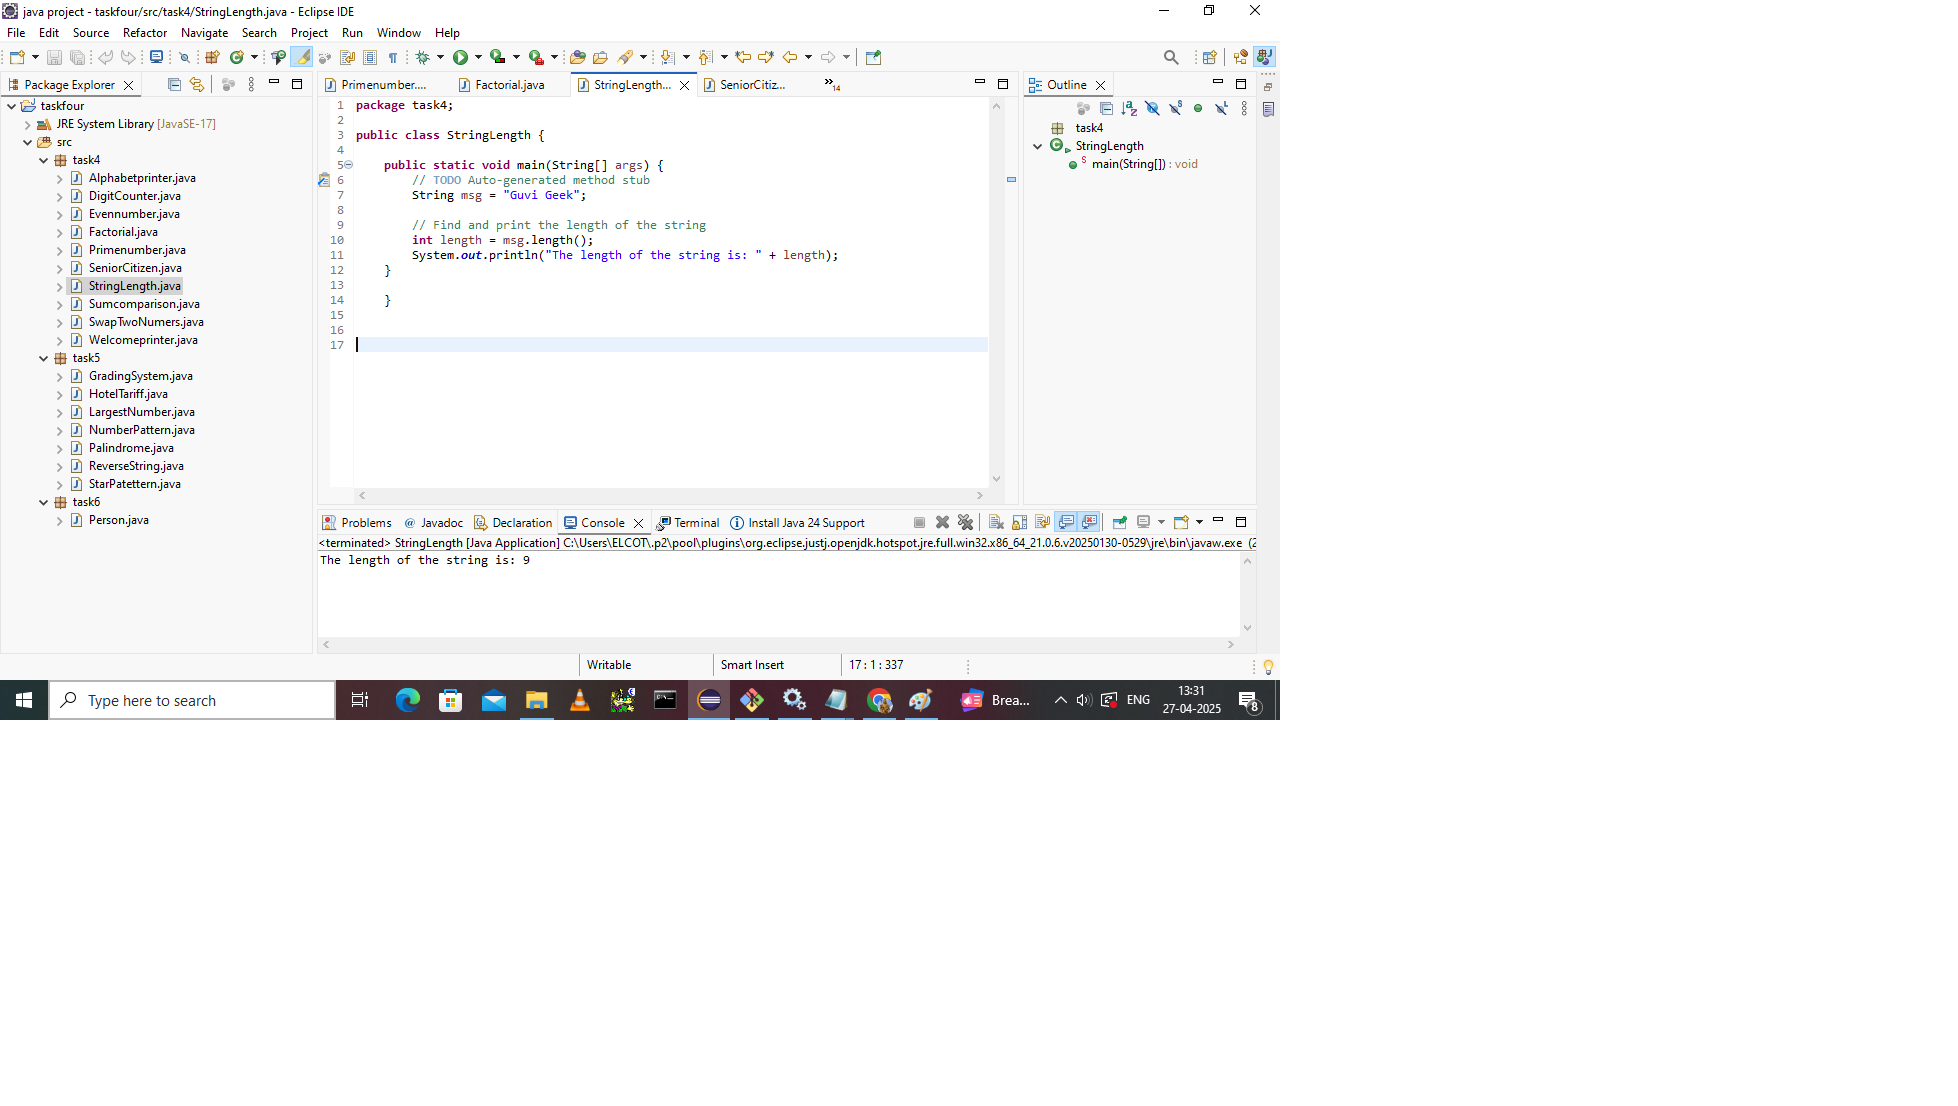 java project - taskfour/src/task4/StringLength.java - Eclipse IDE
File Edit Source Refactor Navigate Search Project Run Window Help
Package Explorer
taskfour
JRE System Library [JavaSE-17]
src
task4
Alphabetprinter.java
DigitCounter.java
Evennumber.java
Factorial.java
Primenumber.java
SeniorCitizen.java
StringLength.java
Sumcomparison.java
SwapTwoNumers.java
Welcomeprinter.java
task5
GradingSystem.java
HotelTariff.java
LargestNumber.java
NumberPattern.java
Palindrome.java
ReverseString.java
StarPatettern.java
task6
Person.java
Primenumber.... Factorial.java StringLength... SeniorCitiz... »14
1 package task4;
2
3 public class StringLength {
4
5 public static void main(String[] args) {
6 // TODO Auto-generated method stub
7 String msg = "Guvi Geek";
8
9 // Find and print the length of the string
10 int length = msg.length();
11 System.out.println("The length of the string is: " + length);
12 }
13
14 }
15
16
17
Outline
task4
StringLength
main(String[]) : void
Problems Javadoc Declaration Console Terminal Install Java 24 Support
<terminated> StringLength [Java Application] C:\Users\ELCOT\.p2\pool\plugins\org.eclipse.justj.openjdk.hotspot.jre.full.win32.x86_64_21.0.6.v20250130-0529\jre\bin\javaw.exe (2
The length of the string is: 9
Writable Smart Insert 17 : 1 : 337
Type here to search
Brea... ENG
13:31
27-04-2025
8